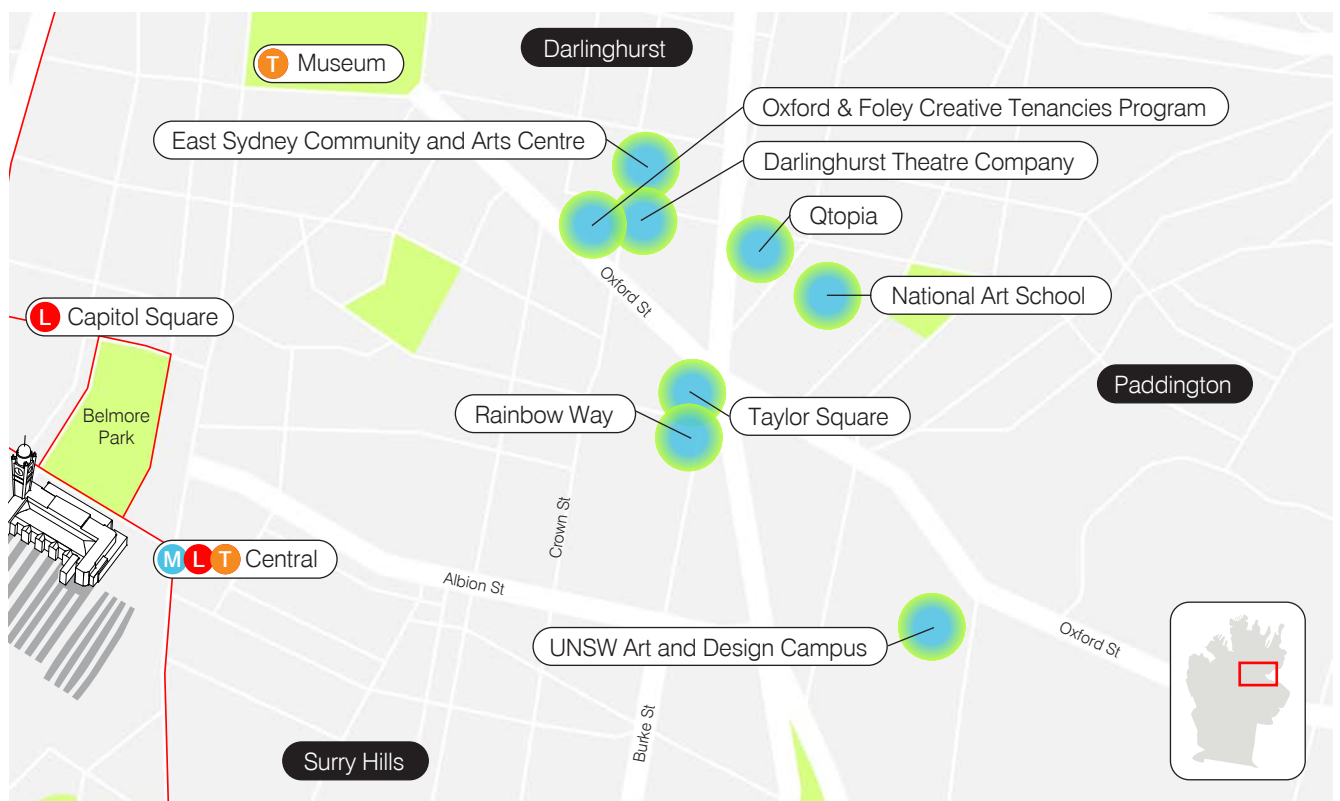 Darlinghurst
T Museum
Oxford & Foley Creative Tenancies Program
East Sydney Community and Arts Centre
Darlinghurst Theatre Company
Qtopia
Oxford St
National Art School
L Capitol Square
Paddington
Belmore
Park
Rainbow Way
Taylor Square
Crown St
M L T Central
Albion St
UNSW Art and Design Campus
Oxford St
Burke St
Surry Hills